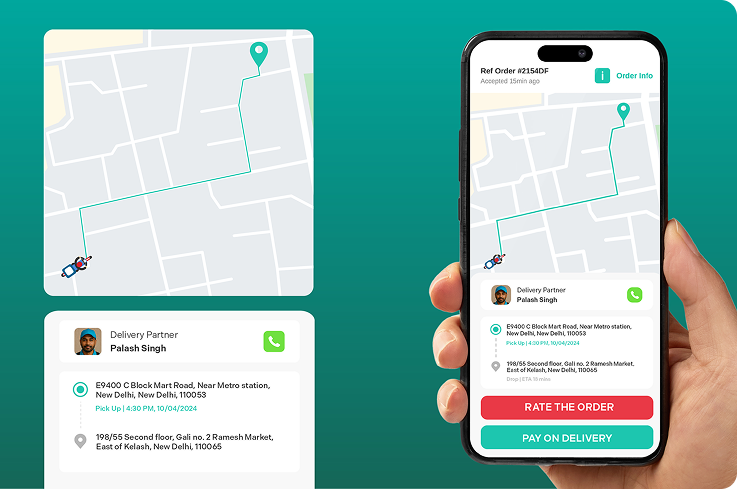 Delivery Partner
Palash Singh
E9400 C Block Mart Road, Near Metro station,
New Delhi, New Delhi, 110053
Pick Up | 4:30 PM, 10/04/2024
198/55 Second floor, Gali no. 2 Ramesh Market,
East of Kelash, New Delhi, 110065
Ref Order #2154DF
Accepted 15min ago
i
Order Info
Delivery Partner
Palash Singh
E9400 C Block Mart Road, Near Metro station,
New Delhi, New Delhi, 110053
Pick Up | 4:30 PM, 10/04/2024
198/55 Second floor, Gali no. 2 Ramesh Market,
East of Kelash, New Delhi, 110065
Drop | ETA 15 mins
RATE THE ORDER
PAY ON DELIVERY